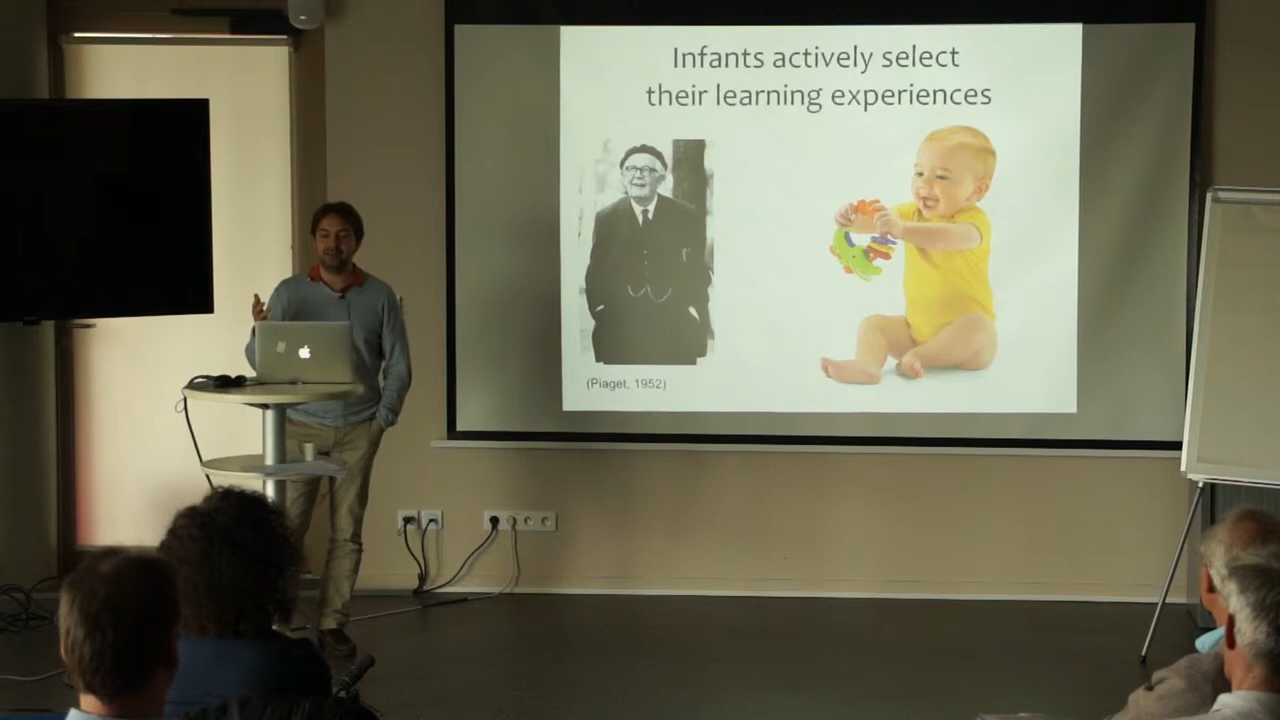 Infants actively select
their learning experiences
(Piaget, 1952)